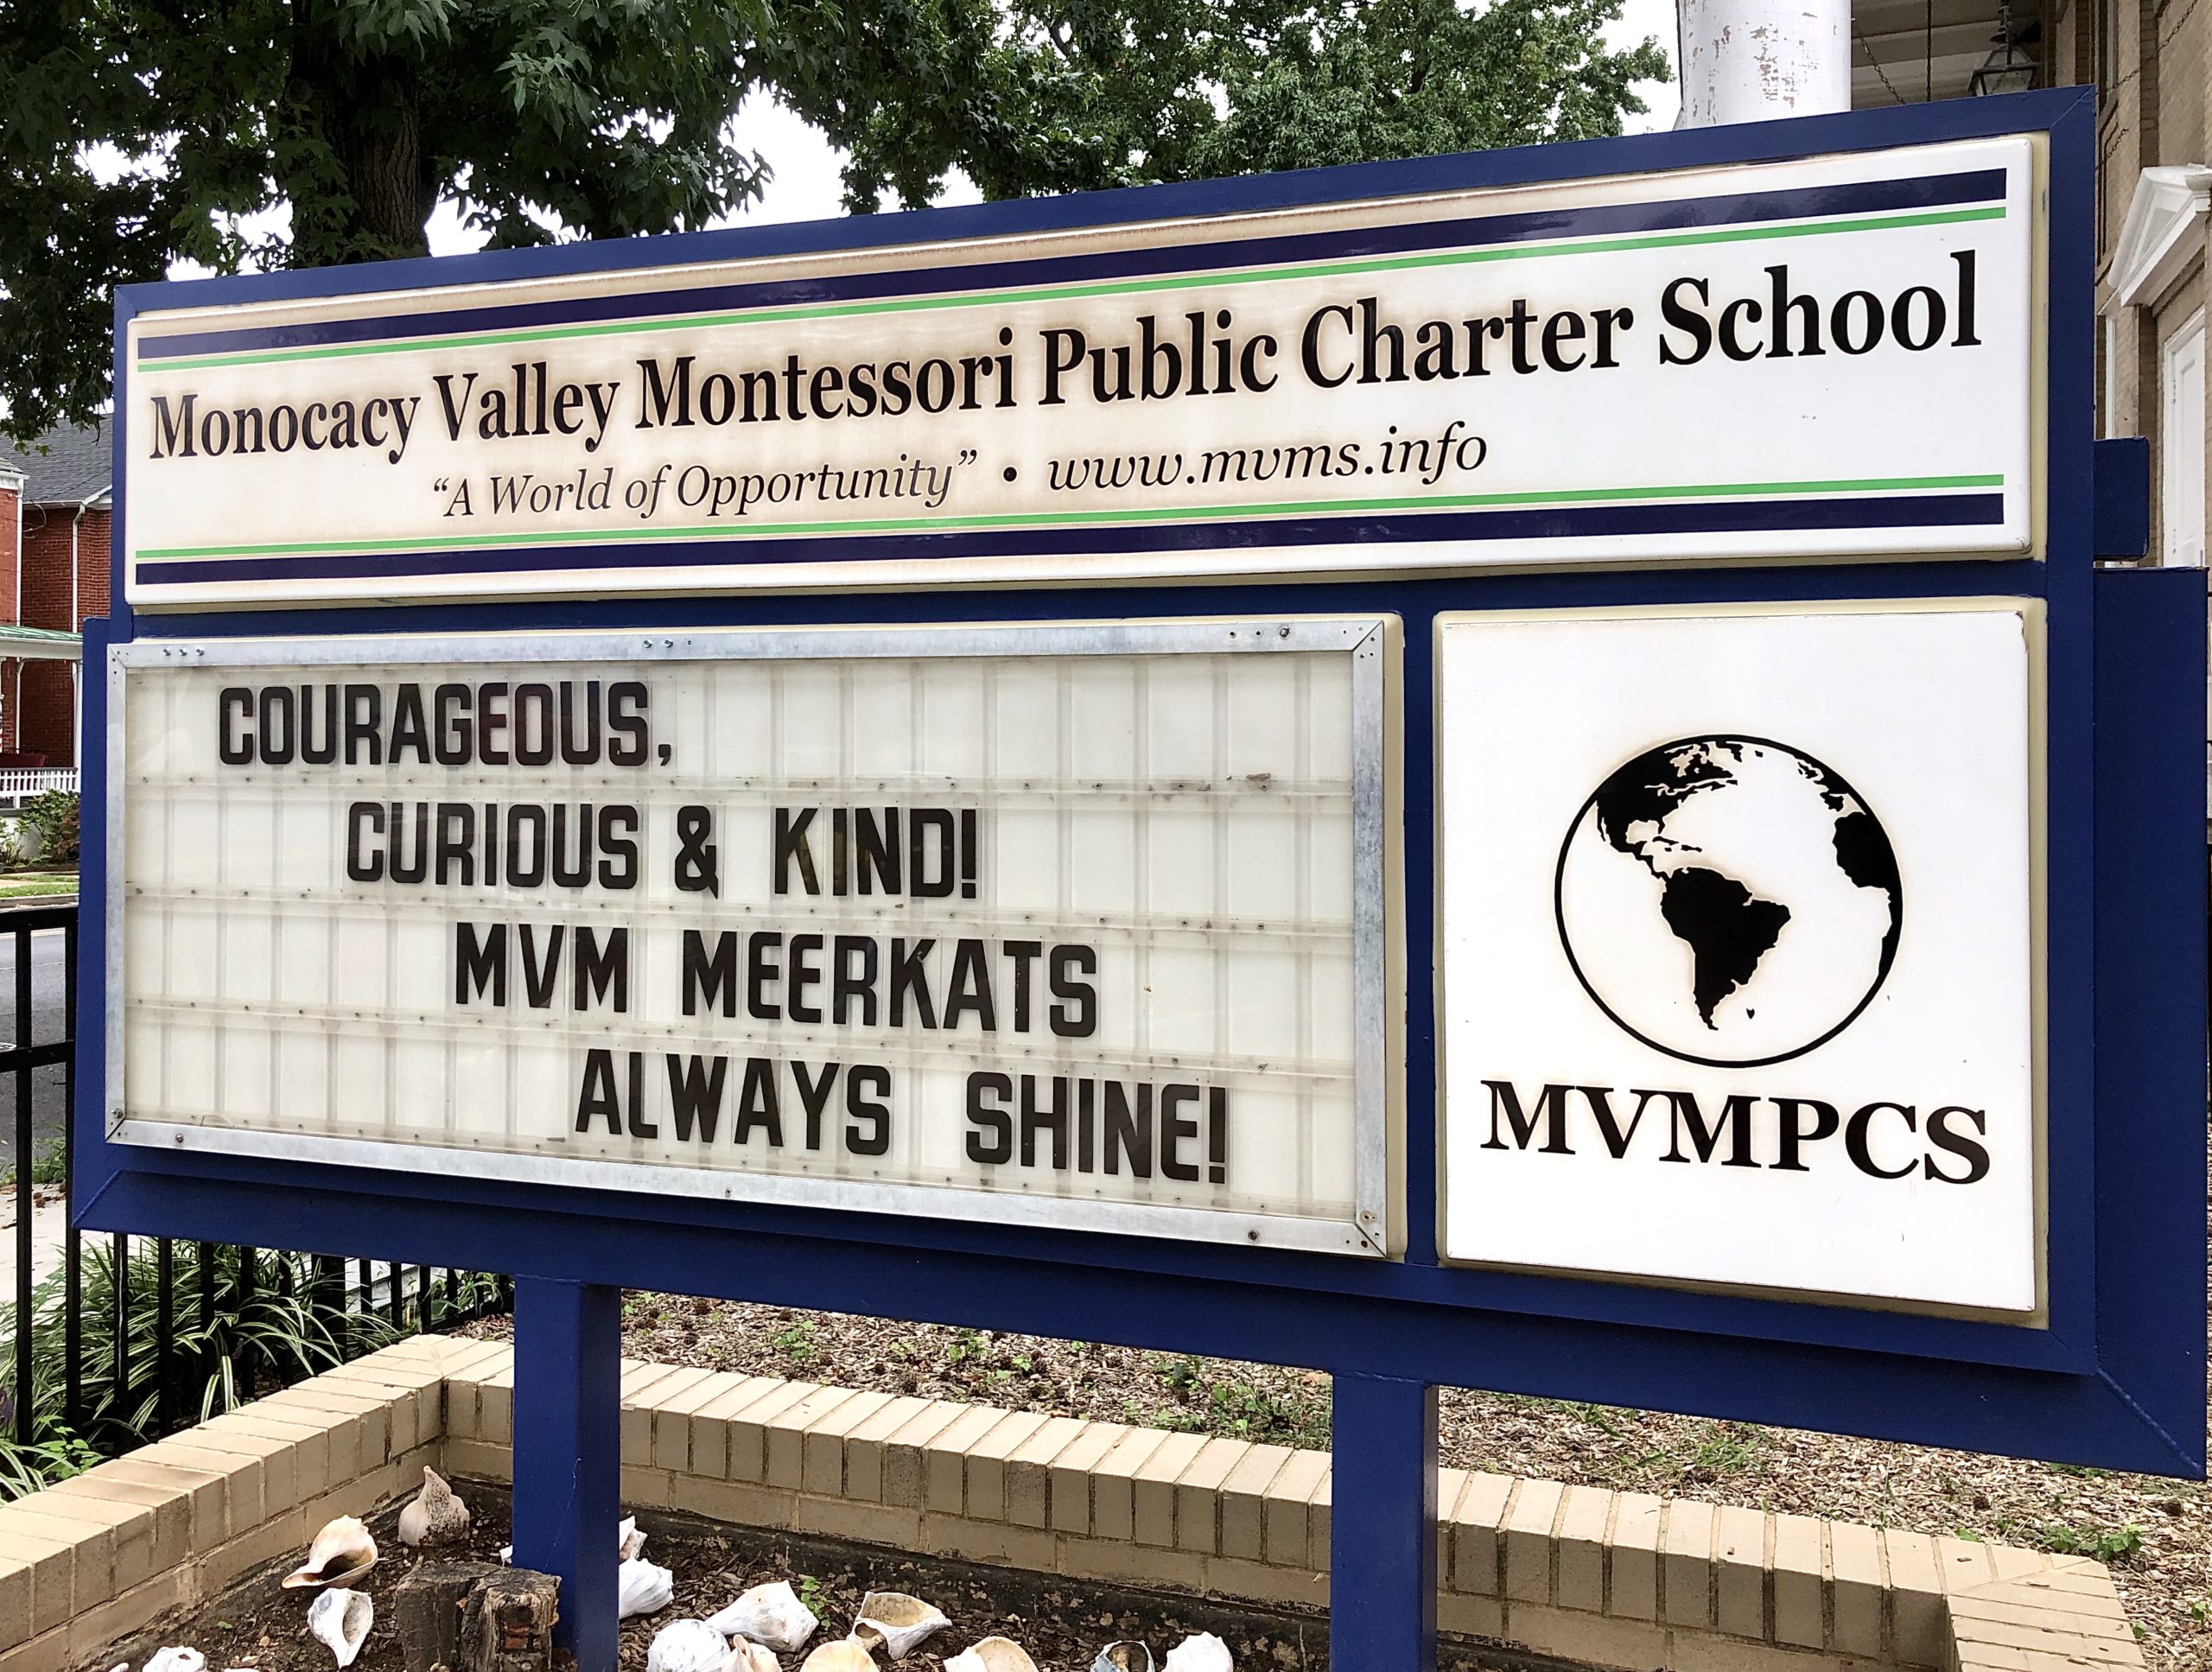 Monocacy Valley Montessori Public Charter School
“A World of Opportunity” • www.mvms.info
COURAGEOUS,
CURIOUS & KIND!
MVM MEERKATS
ALWAYS SHINE!
MVMPCS